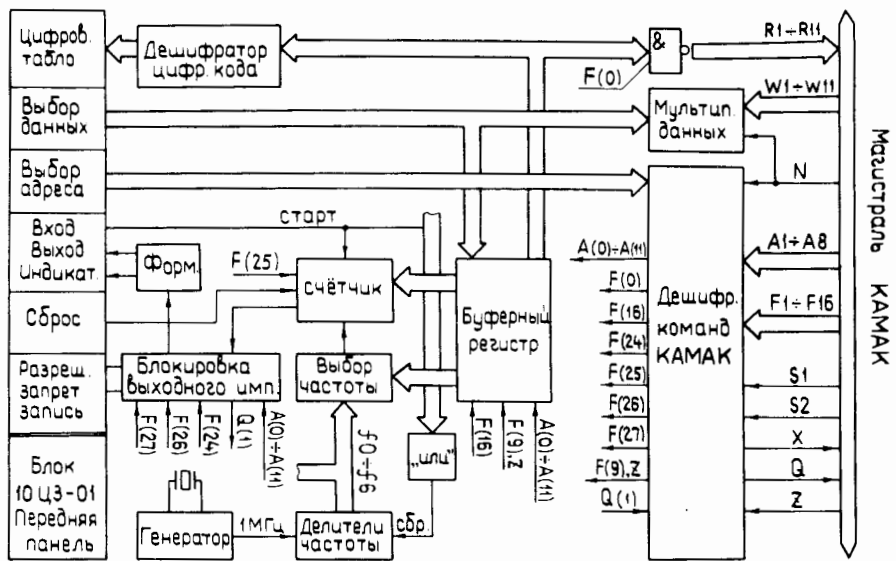 Цифров.
табло
Дешифратор
цифр. кода
&
F(0)
R1÷R11
W1÷W11
Выбор
данных
Мультип.
данных
Выбор
адреса
N
Вход
Выход
Индикат.
старт
Форм.
F(25)
счётчик
Сброс
Буферный
регистр
A(0)÷A(11)
F(0)
F(16)
F(24)
F(25)
F(26)
F(27)
F(9),Z
Q(1)
Дешифр.
команд
КАМАК
A1÷A8
F1÷F16
S1
S2
X
Q
Z
Магистраль КАМАК
Разреш.
запрет
запись
Блокировка
выходного имп.
Выбор
частоты
F(27)
F(26)
F(24)
Q(1)
A(0)÷A(11)
f0÷f6
„или"
F(16)
F(9),Z
A(0)÷A(11)
Блок
10ЦЗ-01
Передняя
панель
Генератор
1МГц
Делители
частоты
сбр.